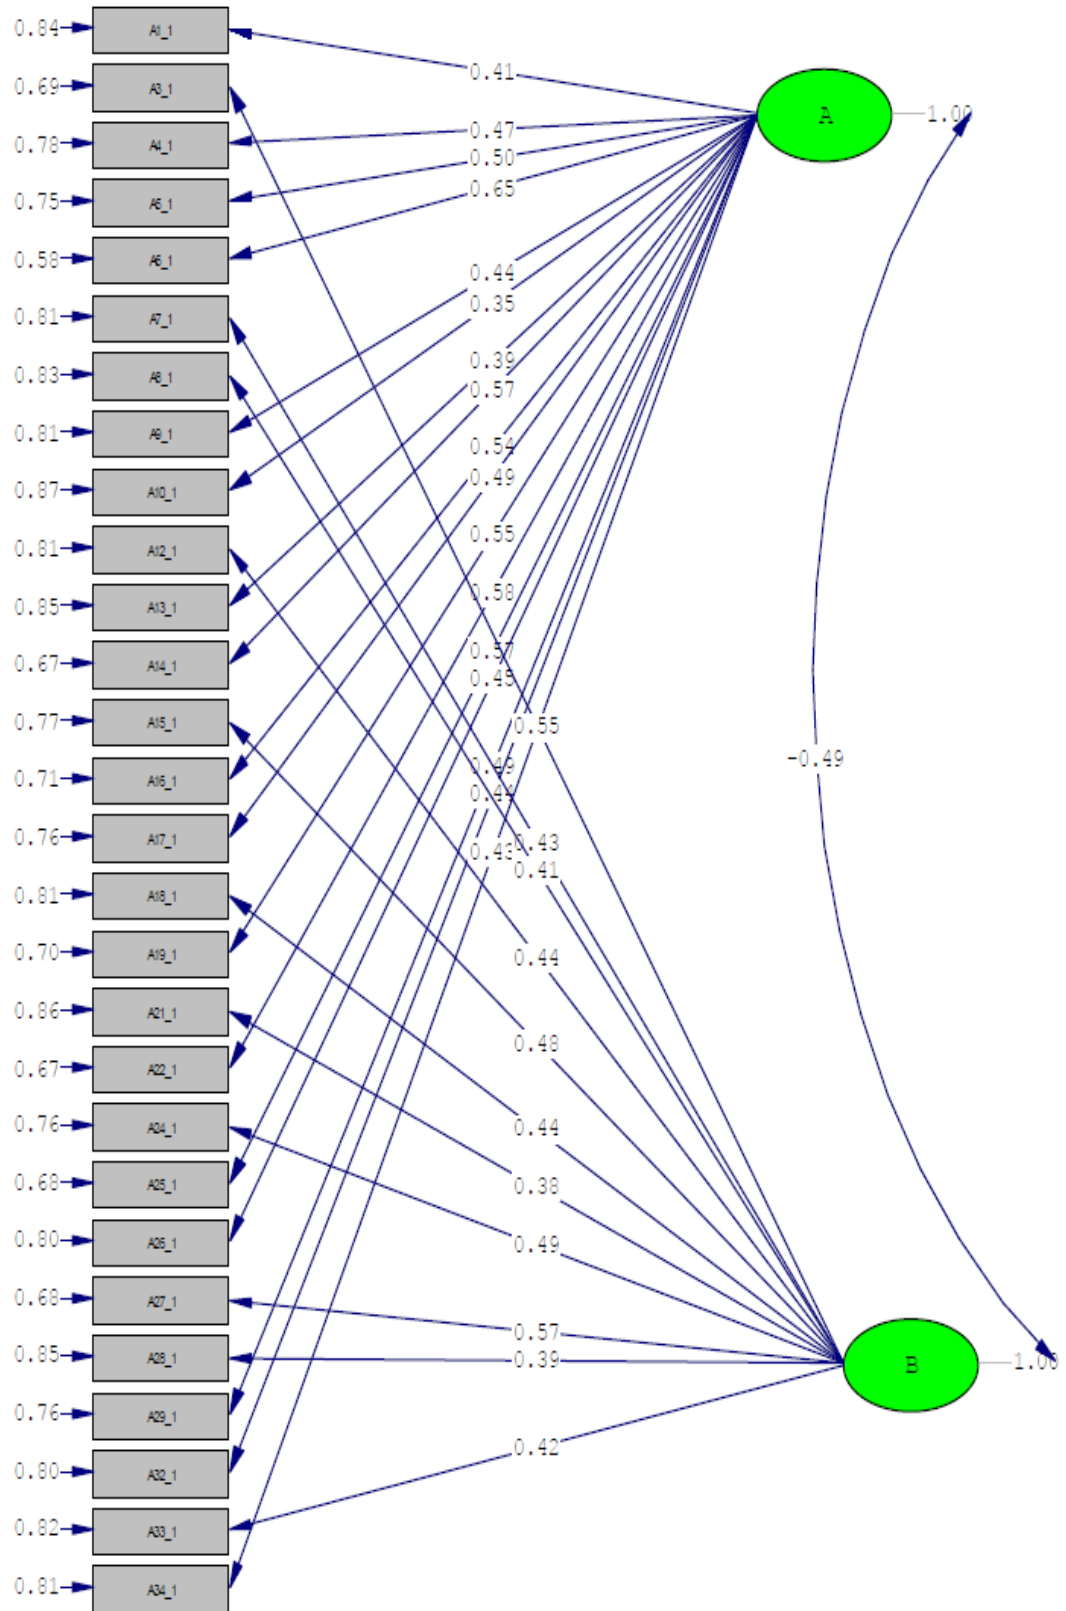 0.84 A1_1
0.41
0.69 A3_1
A 1.00
0.47
0.78 A4_1
0.50
0.65
0.75 A5_1
0.58 A6_1
0.44
0.35
0.81 A7_1
0.39
0.83 A8_1
0.57
0.81 A9_1
0.54
0.49
0.87 A10_1
0.55
0.81 A12_1
0.58
0.85 A13_1
0.57
0.67 A14_1
0.45
0.77 A15_1
0.55
-0.49
0.49
0.71 A16_1
0.44
0.76 A17_1
0.43 0.43
0.41
0.81 A18_1
0.70 A19_1
0.44
0.86 A21_1
0.48
0.67 A22_1
0.76 A24_1
0.44
0.68 A25_1
0.38
0.80 A26_1
0.49
0.68 A27_1
0.57
0.85 A28_1
0.39
B 1.00
0.76 A29_1
0.42
0.80 A32_1
0.82 A33_1
0.81 A34_1